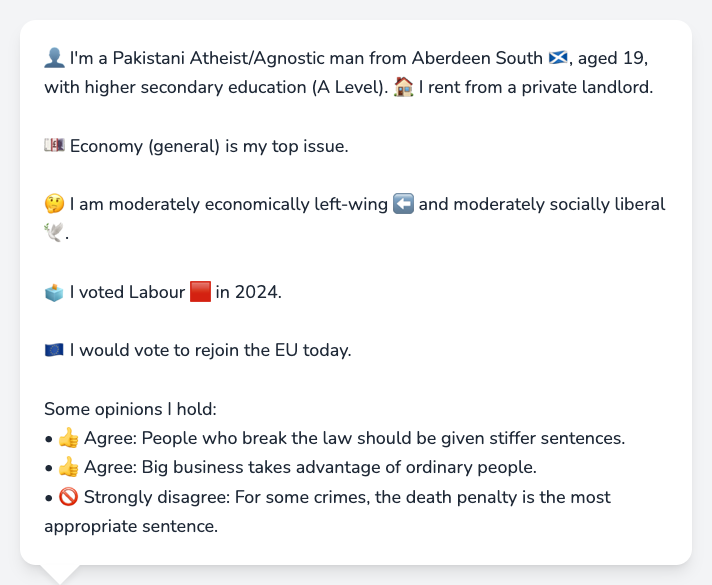 👤 I'm a Pakistani Atheist/Agnostic man from Aberdeen South 🏴󠁧󠁢󠁳󠁣󠁴󠁿, aged 19,
with higher secondary education (A Level). 🏠 I rent from a private landlord.
💷 Economy (general) is my top issue.
🤔 I am moderately economically left-wing ⬅️ and moderately socially liberal
🕊️.
🗳️ I voted Labour 🟥 in 2024.
🇪🇺 I would vote to rejoin the EU today.
Some opinions I hold:
• 👍 Agree: People who break the law should be given stiffer sentences.
• 👍 Agree: Big business takes advantage of ordinary people.
• 🚫 Strongly disagree: For some crimes, the death penalty is the most
appropriate sentence.